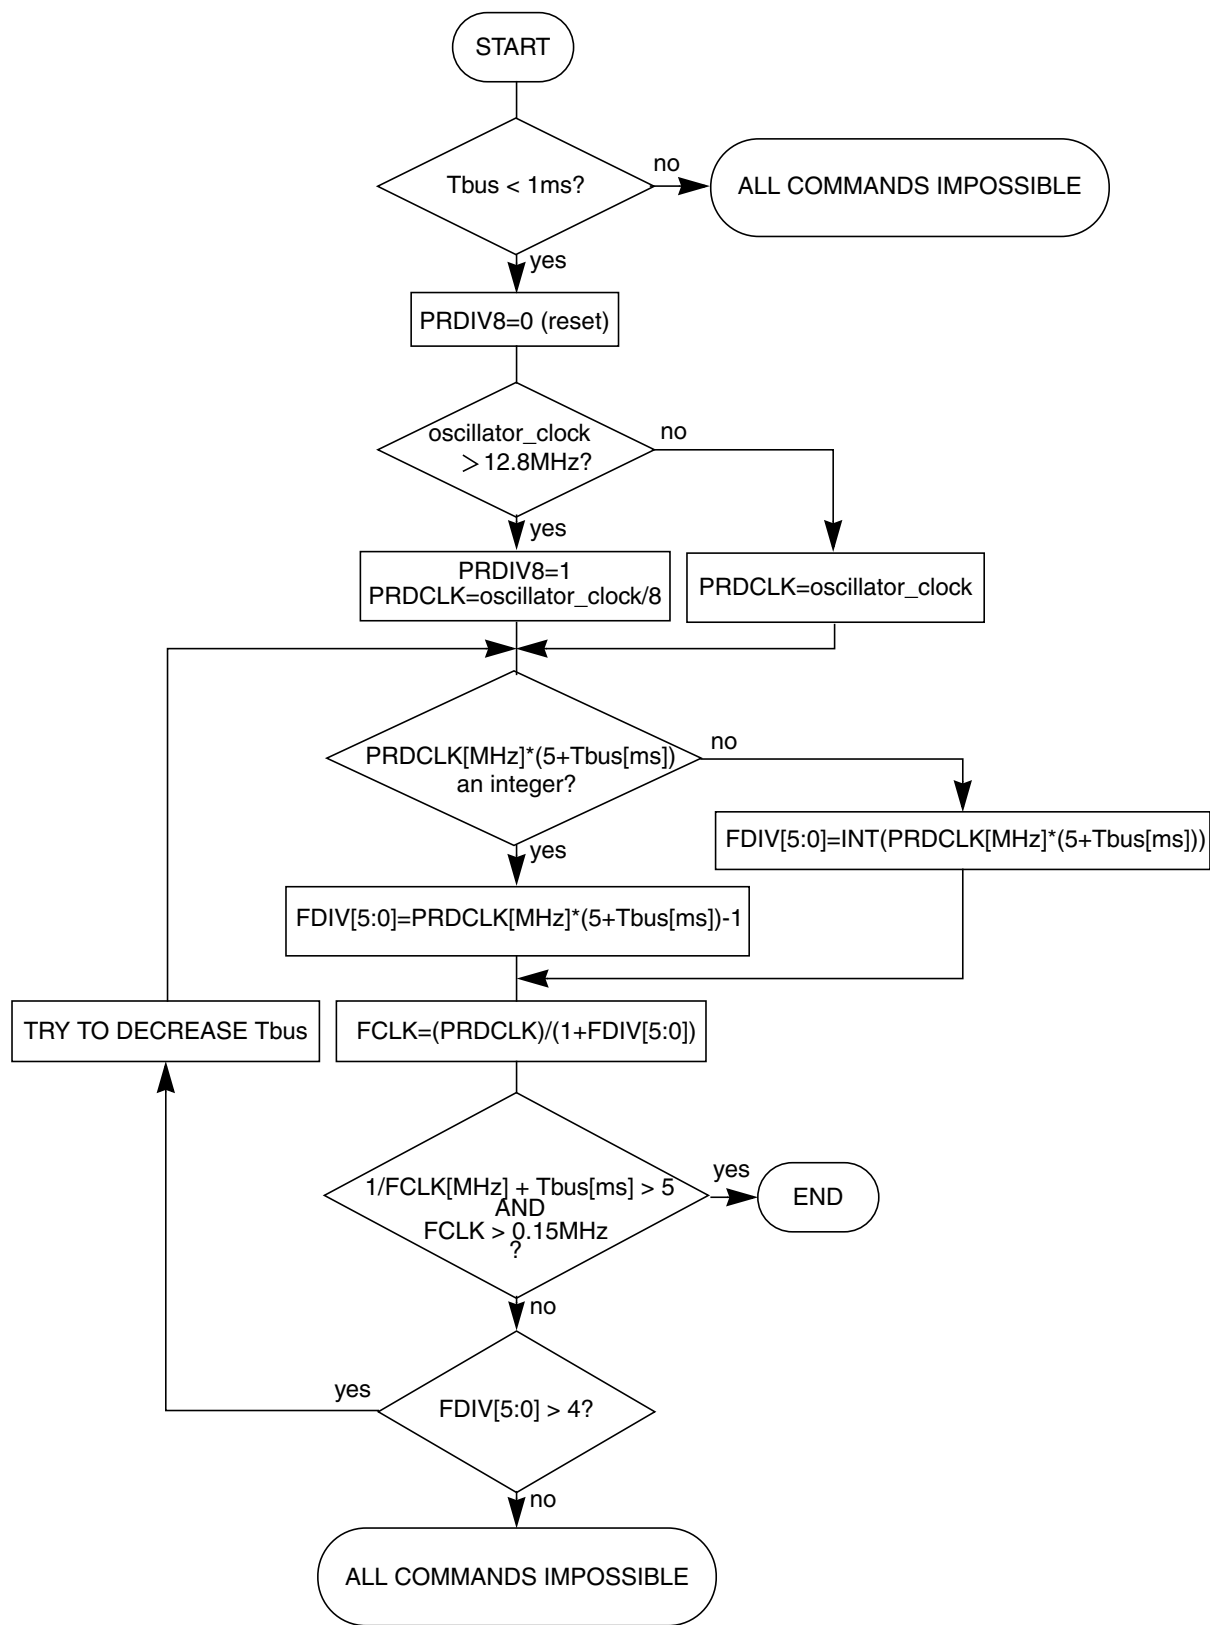 START
Tbus < 1ms?
no
ALL COMMANDS IMPOSSIBLE
yes
PRDIV8=0 (reset)
oscillator_clock
> 12.8MHz?
no
yes
PRDIV8=1
PRDCLK=oscillator_clock/8
PRDCLK=oscillator_clock
PRDCLK[MHz]*(5+Tbus[ms])
an integer?
no
yes
FDIV[5:0]=INT(PRDCLK[MHz]*(5+Tbus[ms]))
FDIV[5:0]=PRDCLK[MHz]*(5+Tbus[ms])-1
TRY TO DECREASE Tbus
FCLK=(PRDCLK)/(1+FDIV[5:0])
1/FCLK[MHz] + Tbus[ms] > 5
AND
FCLK > 0.15MHz
?
yes
END
no
FDIV[5:0] > 4?
yes
no
ALL COMMANDS IMPOSSIBLE